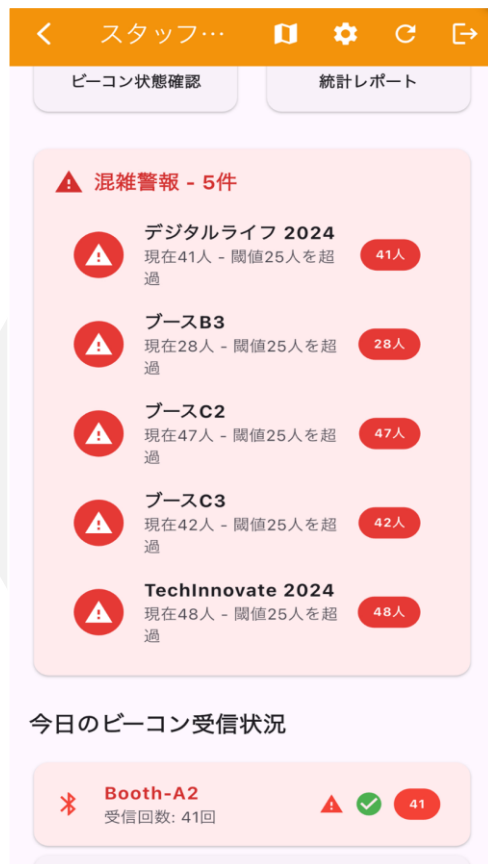 スタッフ…
ビーコン状態確認
統計レポート
混雑警報 - 5件
デジタルライフ 2024
現在41人 - 閾値25人を超
過
41人
ブースB3
現在28人 - 閾値25人を超
過
28人
ブースC2
現在47人 - 閾値25人を超
過
47人
ブースC3
現在42人 - 閾値25人を超
過
42人
TechInnovate 2024
現在48人 - 閾値25人を超
過
48人
今日のビーコン受信状況
Booth-A2
受信回数: 41回
41